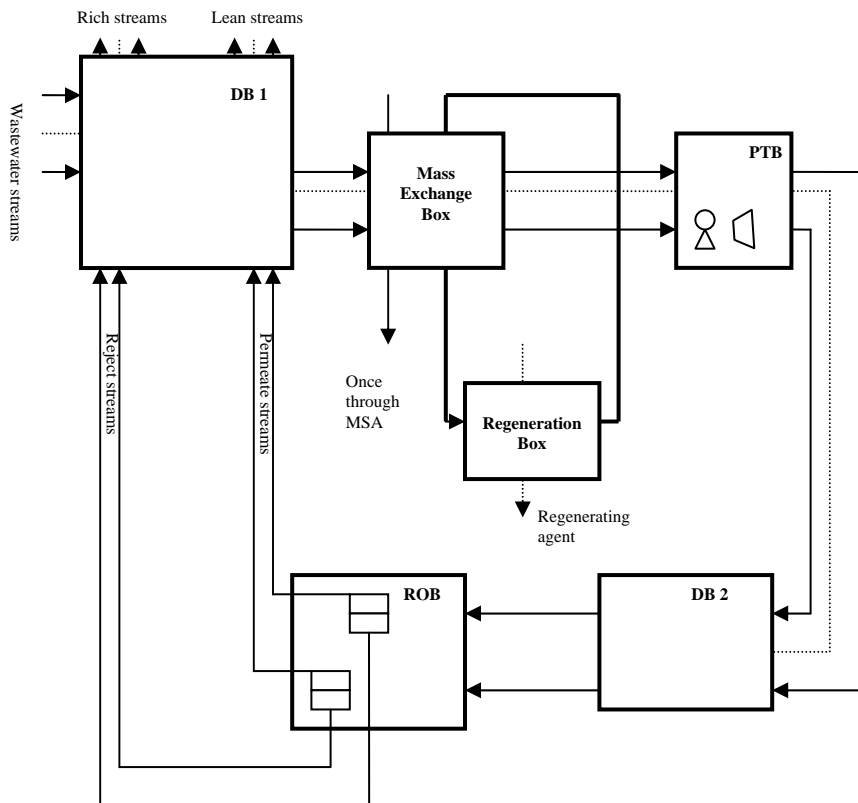 Rich streams
Lean streams
DB 1
Wastewater streams
Mass
Exchange
Box
PTB
Reject streams
Permeate streams
Once
through
MSA
Regeneration
Box
Regenerating
agent
ROB
DB 2